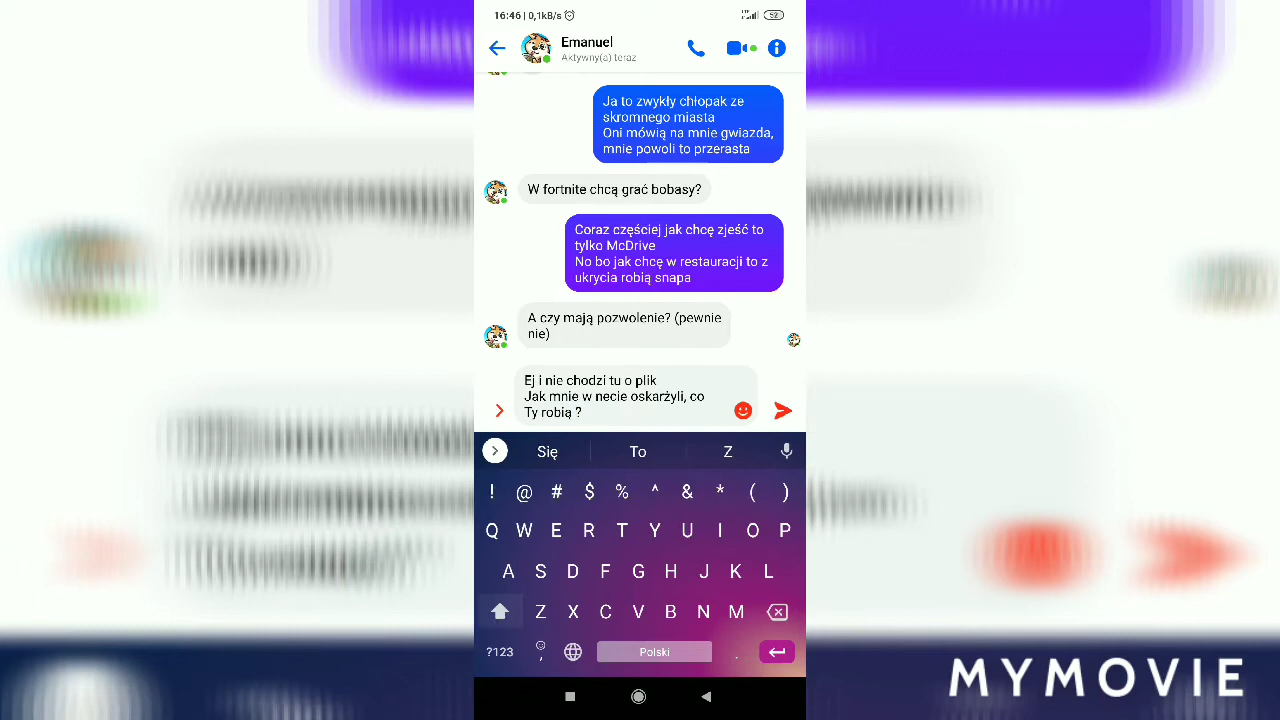 16:46 | 0,1kB/s
52
Emanuel
Aktywny(a) teraz
Ja to zwykły chłopak ze
skromnego miasta
Oni mówią na mnie gwiazda,
mnie powoli to przerasta
W fortnite chcą grać bobasy?
Coraz częściej jak chcę zjeść to
tylko McDrive
No bo jak chcę w restauracji to z
ukrycia robią snapa
A czy mają pozwolenie? (pewnie
nie)
Ej i nie chodzi tu o plik
Jak mnie w necie oskarżyli, co
Ty robią ?
Się To Z
! @ # $ % ^ & * ( )
Q W E R T Y U I O P
A S D F G H J K L
Z X C V B N M
?123 , Polski .
MYMOVIE